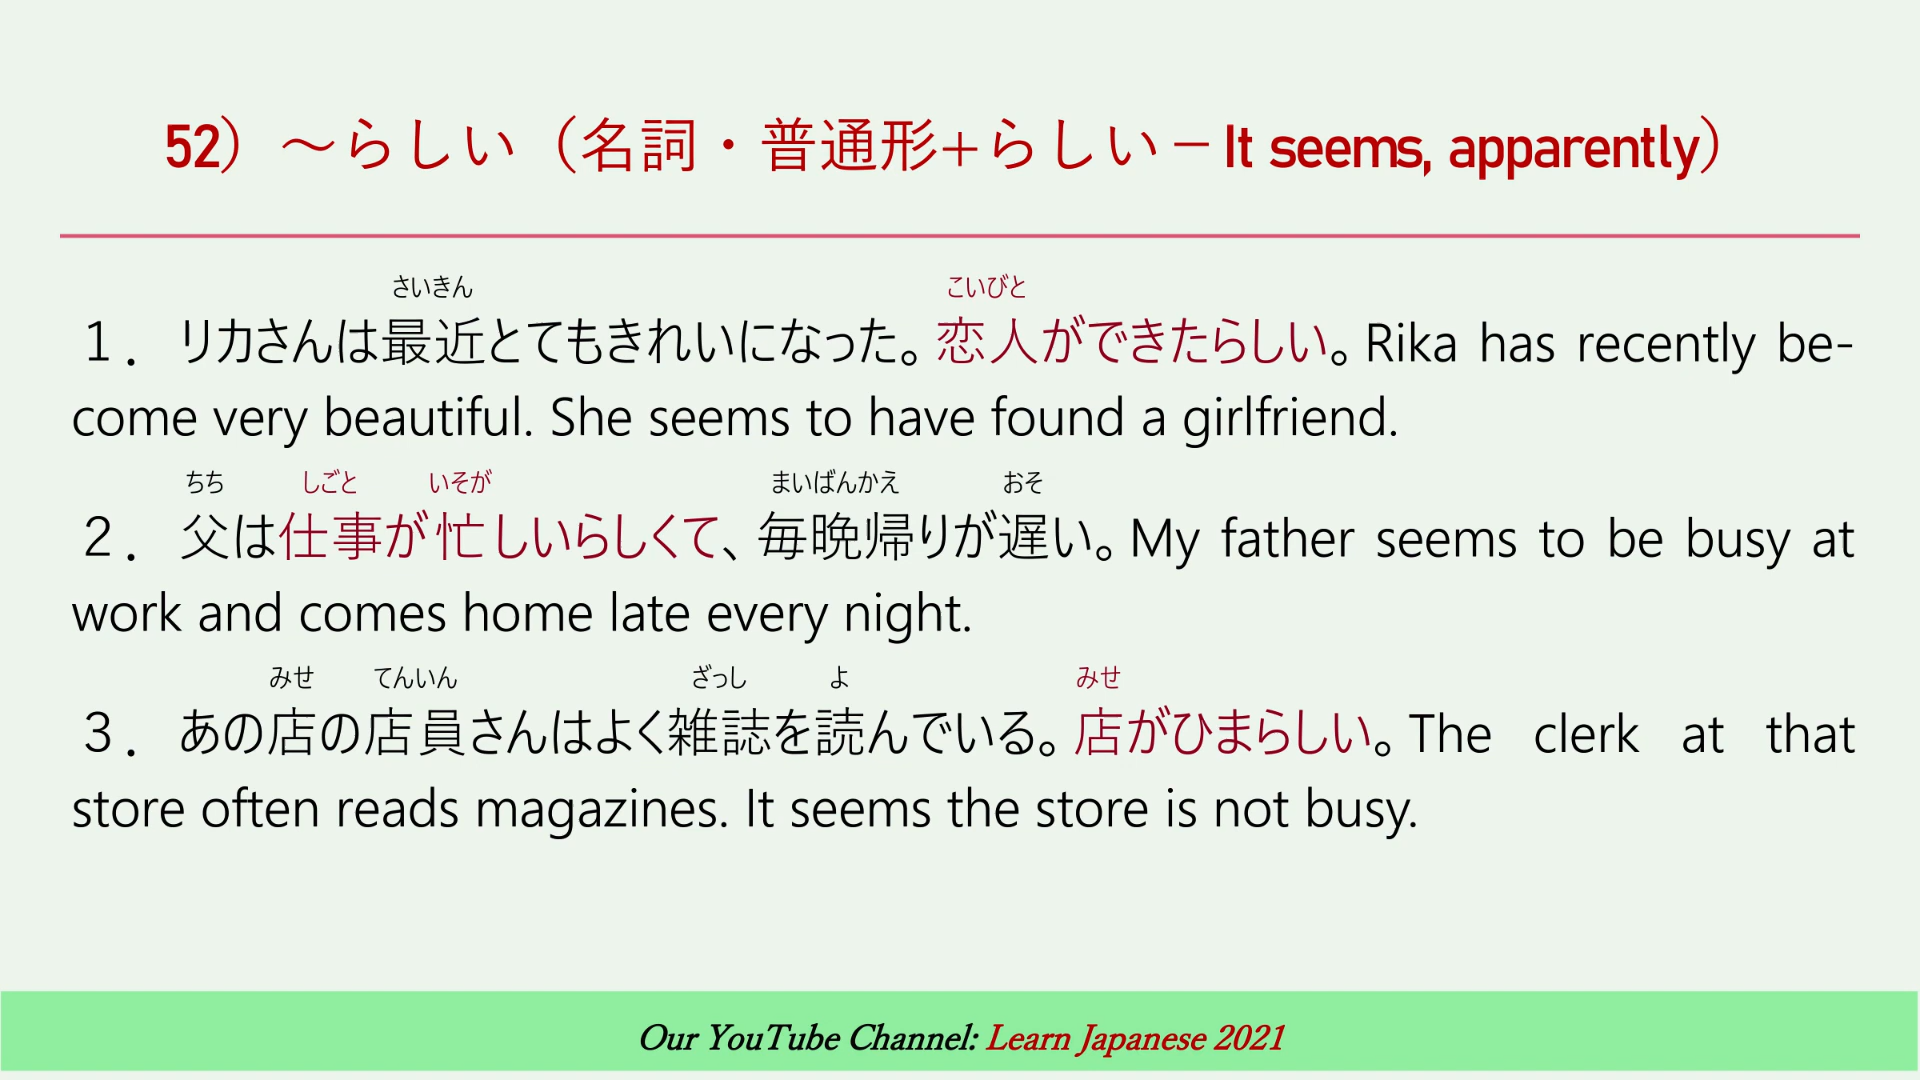 52）～らしい（名詞・普通形+らしい－It seems, apparently）
さいきん こいびと
１．リカさんは最近とてもきれいになった。恋人ができたらしい。Rika has recently be-
come very beautiful. She seems to have found a girlfriend.
ちち しごと いそが まいばんかえ おそ
２．父は仕事が忙しいらしくて、毎晩帰りが遅い。My father seems to be busy at
work and comes home late every night.
みせ てんいん ざっし よ みせ
３．あの店の店員さんはよく雑誌を読んでいる。店がひまらしい。The clerk at that
store often reads magazines. It seems the store is not busy.
Our YouTube Channel: Learn Japanese 2021